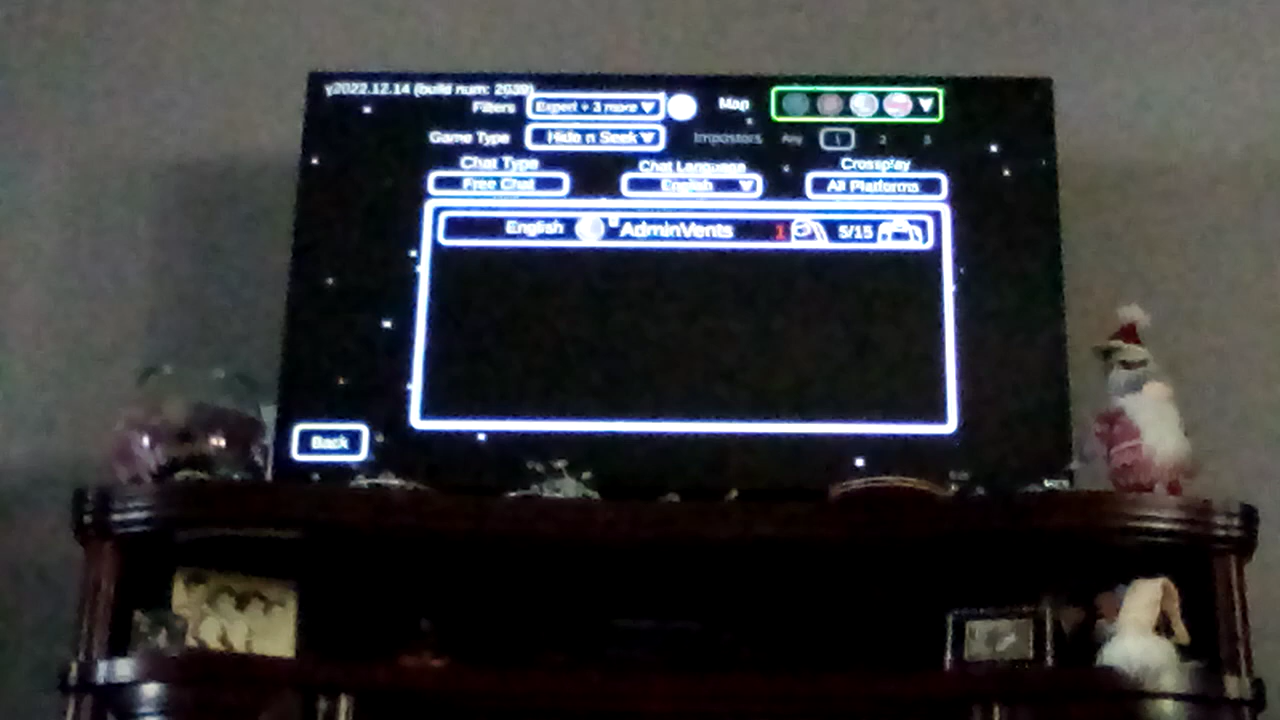 v2022.12.14 (build num: 2039)
Filters Expert + 3 more Map
Game Type Hide n Seek Impostors Any 1 2 3
Chat Type Chat Language Crossplay
Free Chat English All Platforms
English AdminVents 1 5/15
Back